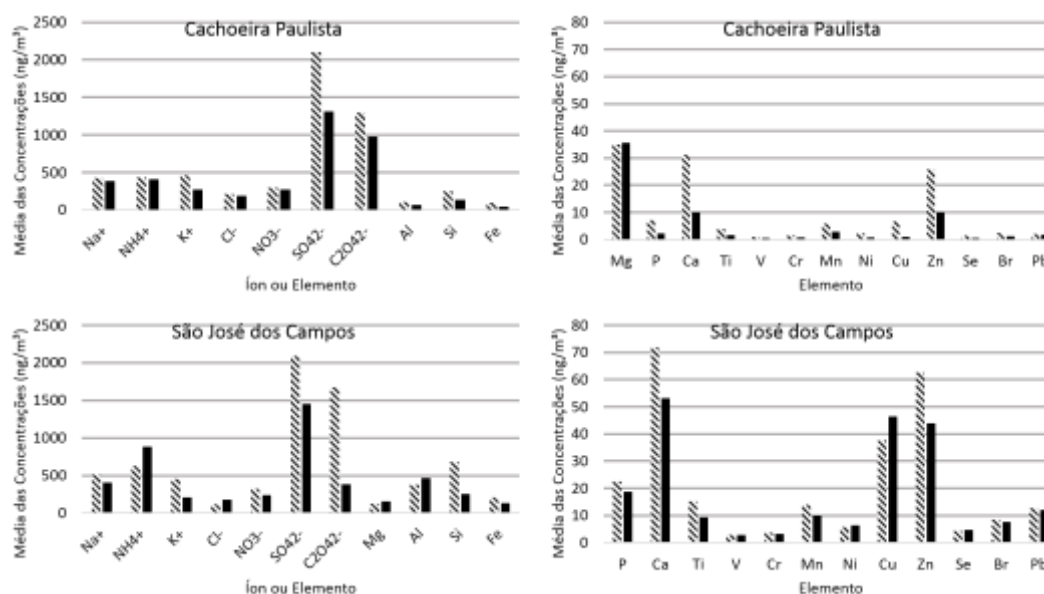 Cachoeira Paulista
Média das Concentrações (ng/m³)
2500
2000
1500
1000
500
0
Na+ NH4+ K+ Cl- NO3- SO42- C2O42- Al Si Fe
Íon ou Elemento
Cachoeira Paulista
Média das Concentrações (ng/m³)
80
70
60
50
40
30
20
10
0
Mg P Ca Ti V Cr Mn Ni Cu Zn Se Br Pb
Elemento
São José dos Campos
Média das Concentrações (ng/m³)
2500
2000
1500
1000
500
0
Na+ NH4+ K+ Cl- NO3- SO42- C2O42- Mg Al Si Fe
Íon ou Elemento
São José dos Campos
Média das Concentrações (ng/m³)
80
70
60
50
40
30
20
10
0
P Ca Ti V Cr Mn Ni Cu Zn Se Br Pb
Elemento